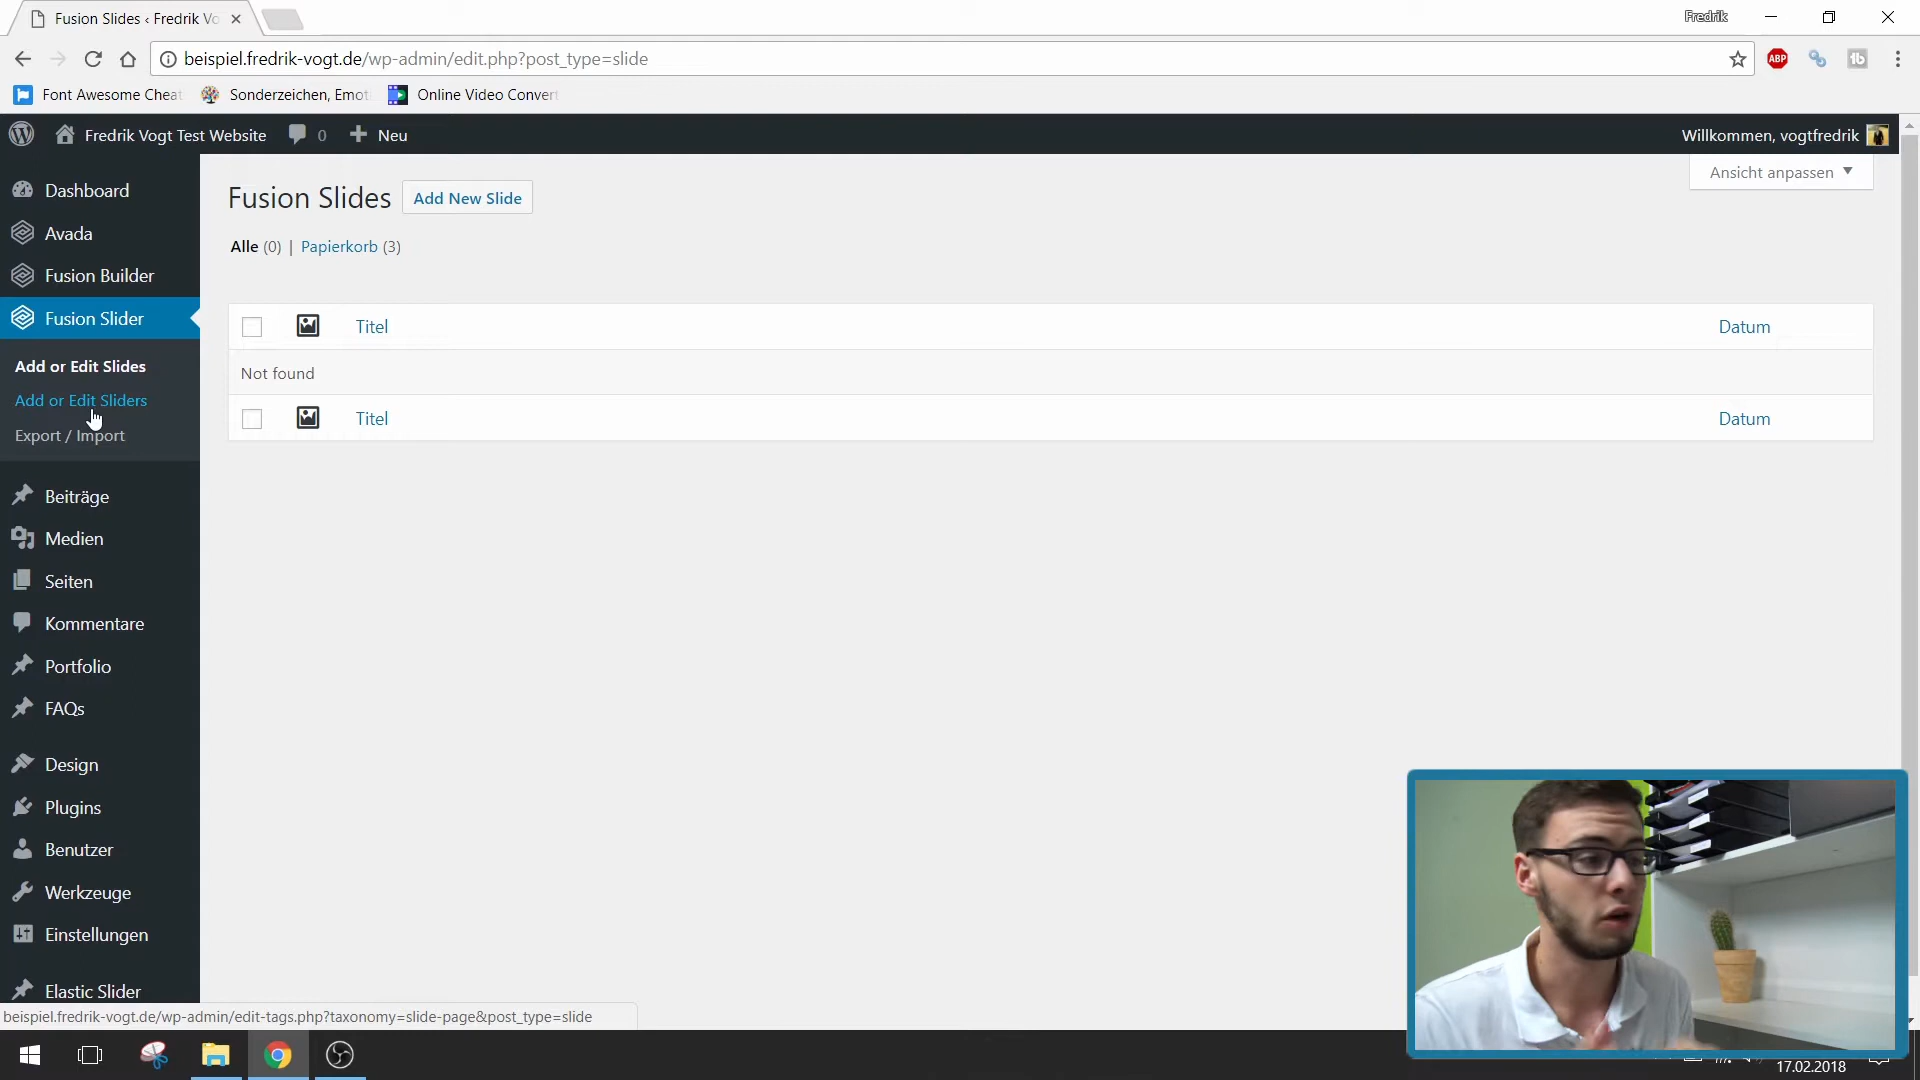 Fusion Slides ‹ Fredrik Vo
Fredrik
beispiel.fredrik-vogt.de/wp-admin/edit.php?post_type=slide
ABP
Font Awesome Cheat
Sonderzeichen, Emot
Online Video Convert
Fredrik Vogt Test Website
0
Neu
Willkommen, vogtfredrik
Dashboard
Avada
Fusion Builder
Fusion Slider
Add or Edit Slides
Add or Edit Sliders
Export / Import
Beiträge
Medien
Seiten
Kommentare
Portfolio
FAQs
Design
Plugins
Benutzer
Werkzeuge
Einstellungen
Elastic Slider
Ansicht anpassen
Fusion Slides
Add New Slide
Alle (0) | Papierkorb (3)
Titel
Datum
Not found
Titel
Datum
beispiel.fredrik-vogt.de/wp-admin/edit-tags.php?taxonomy=slide-page&post_type=slide
17.02.2018